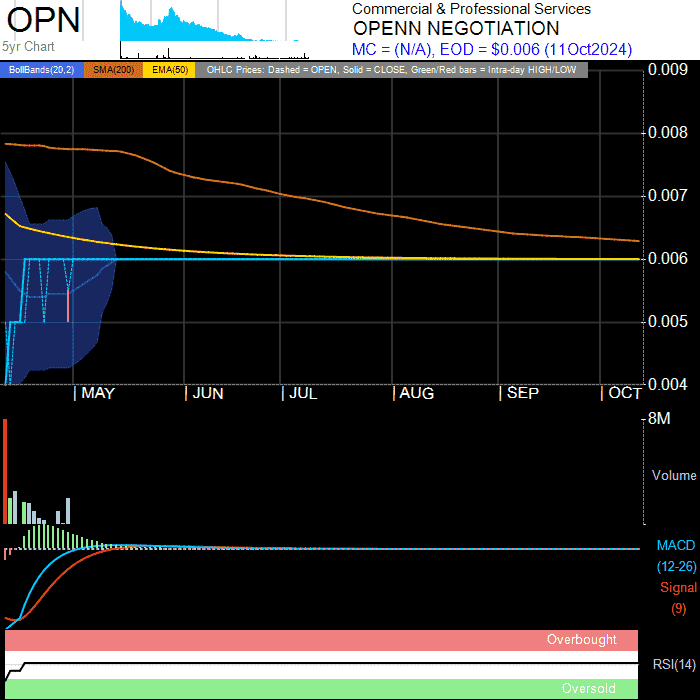 OPN
5yr Chart
Commercial & Professional Services
OPENN NEGOTIATION
MC = (N/A), EOD = $0.006 (11Oct2024)
BollBands(20,2) SMA(200) EMA(50) OHLC Prices: Dashed = OPEN, Solid = CLOSE, Green/Red bars = Intra-day HIGH/LOW
0.009
0.008
0.007
0.006
0.005
0.004
MAY JUN JUL AUG SEP OCT
8M
Volume
MACD
(12-26)
Signal
(9)
Overbought
RSI(14)
Oversold